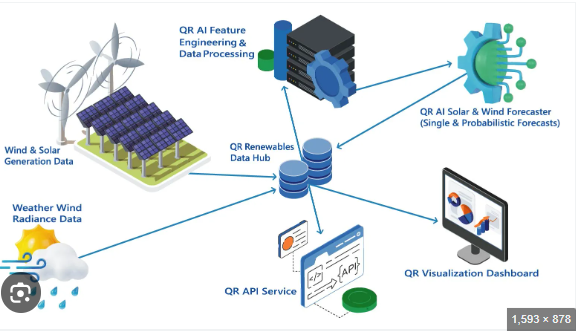 QR AI Feature
Engineering &
Data Processing
QR AI Solar & Wind Forecaster
(Single & Probabilistic Forecasts)
Wind & Solar
Generation Data
QR Renewables
Data Hub
Weather Wind
Radiance Data
</>
{API}
QR API Service
QR Visualization Dashboard
1,593 × 878